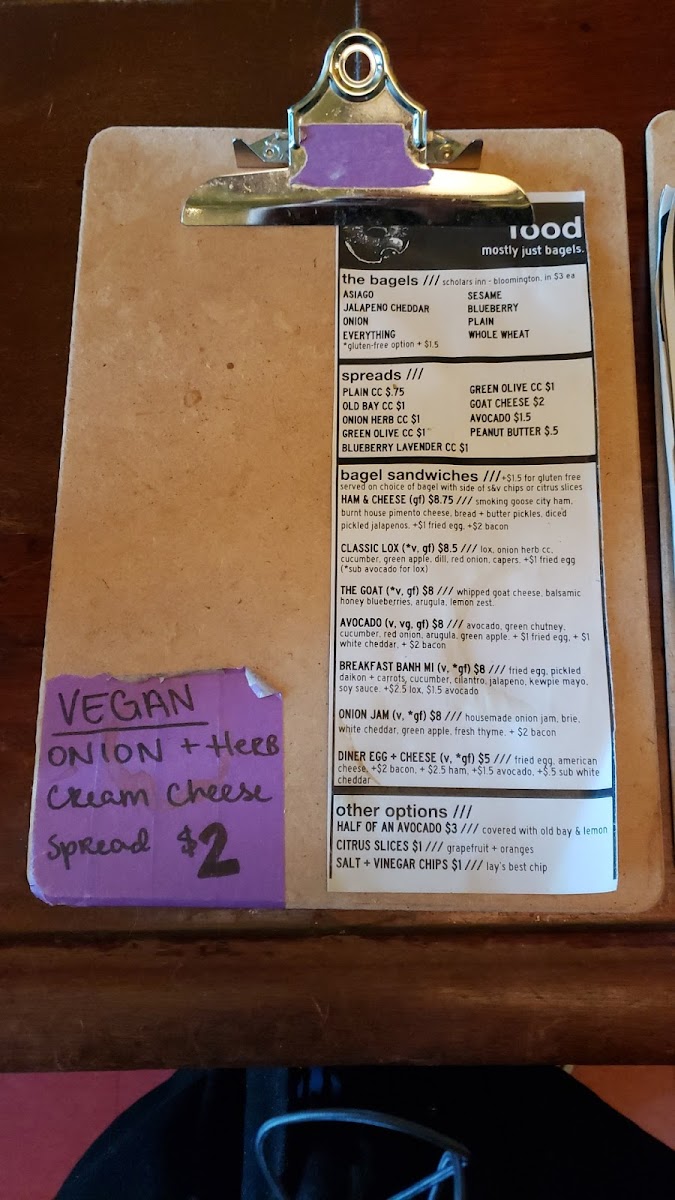 food
mostly just bagels.
the bagels /// scholars inn - bloomington, in $3 ea
ASIAGO
JALAPENO CHEDDAR
ONION
EVERYTHING
*gluten-free option + $1.5
SESAME
BLUEBERRY
PLAIN
WHOLE WHEAT
spreads ///
PLAIN CC $.75
OLD BAY CC $1
ONION HERB CC $1
GREEN OLIVE CC $1
BLUEBERRY LAVENDER CC $1
GREEN OLIVE CC $1
GOAT CHEESE $2
AVOCADO $1.5
PEANUT BUTTER $.5
bagel sandwiches /// +$1.5 for gluten free
served on choice of bagel with side of s&v chips or citrus slices
HAM & CHEESE (gf) $8.75 /// smoking goose city ham,
burnt house pimento cheese, bread + butter pickles, diced
pickled jalapenos. +$1 fried egg, +$2 bacon
CLASSIC LOX (*v, gf) $8.5 /// lox, onion herb cc,
cucumber, green apple, dill, red onion, capers. +$1 fried egg
(*sub avocado for lox)
THE GOAT (*v, gf) $8 /// whipped goat cheese, balsamic
honey blueberries, arugula, lemon zest.
AVOCADO (v, vg, gf) $8 /// avocado, green chutney,
cucumber, red onion, arugula, green apple. + $1 fried egg, + $1
white cheddar, + $2 bacon
BREAKFAST BANH MI (v, *gf) $8 /// fried egg, pickled
daikon + carrots, cucumber, cilantro, jalapeno, kewpie mayo,
soy sauce. +$2.5 lox, $1.5 avocado
ONION JAM (v, *gf) $8 /// housemade onion jam, brie,
white cheddar, green apple, fresh thyme. + $2 bacon
DINER EGG + CHEESE (v, *gf) $5 /// fried egg, american
cheese, +$2 bacon, + $2.5 ham, +$1.5 avocado, +$.5 sub white
cheddar
other options ///
HALF OF AN AVOCADO $3 /// covered with old bay & lemon
CITRUS SLICES $1 /// grapefruit + oranges
SALT + VINEGAR CHIPS $1 /// lay's best chip
VEGAN
ONION + HERB
Cream Cheese
Spread $2